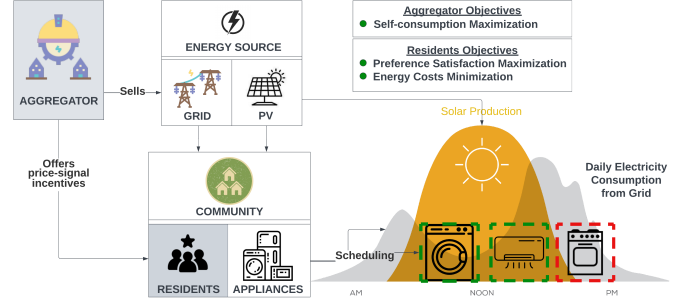 Aggregator Objectives
Self-consumption Maximization
Residents Objectives
Preference Satisfaction Maximization
Energy Costs Minimization
ENERGY SOURCE
AGGREGATOR
Sells
GRID
PV
Solar Production
Offers
price-signal
incentives
Daily Electricity
Consumption
from Grid
COMMUNITY
Scheduling
RESIDENTS
APPLIANCES
AM
NOON
PM